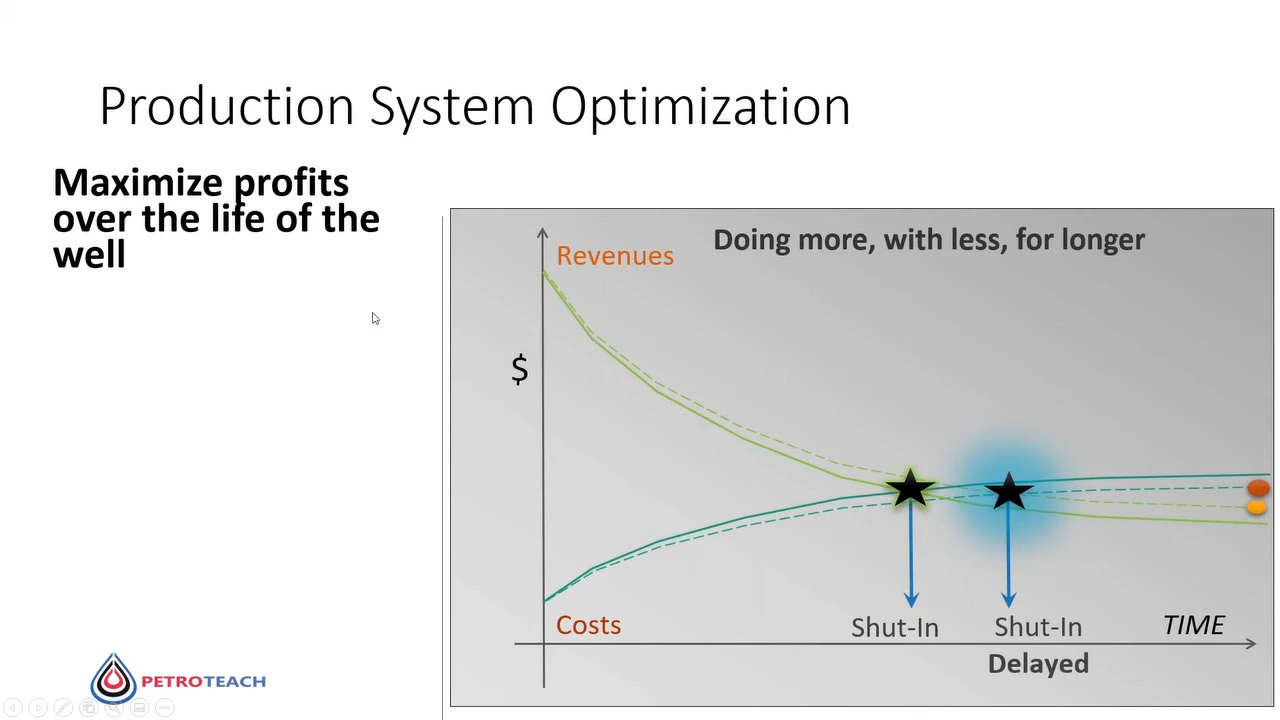 Production System Optimization
Maximize profits
over the life of the
well
Doing more, with less, for longer
Revenues
$
Costs
Shut-In
Shut-In
TIME
Delayed
PETROTEACH